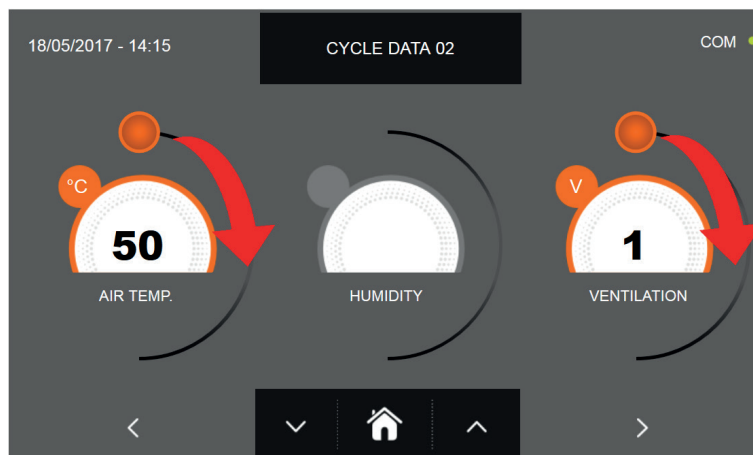 18/05/2017 - 14:15
CYCLE DATA 02
COM
°C
V
50
1
AIR TEMP.
HUMIDITY
VENTILATION